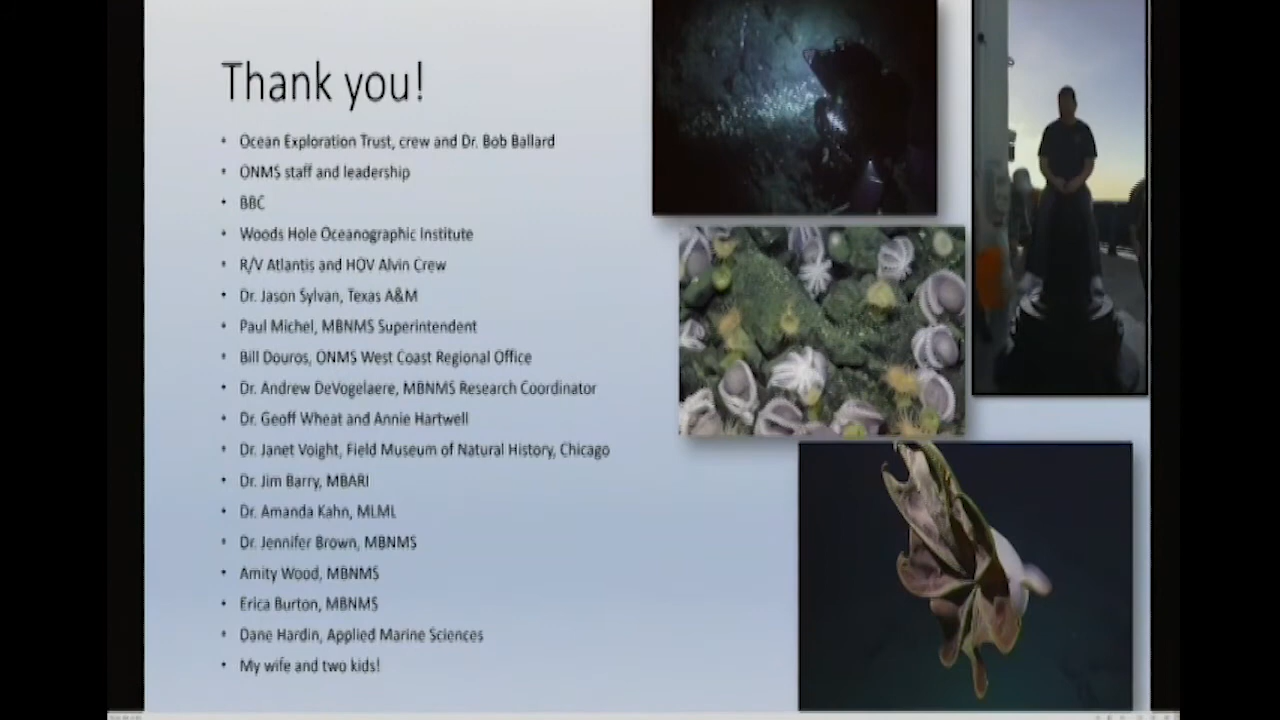 Thank you!
• Ocean Exploration Trust, crew and Dr. Bob Ballard
• ONMS staff and leadership
• BBC
• Woods Hole Oceanographic Institute
• R/V Atlantis and HOV Alvin Crew
• Dr. Jason Sylvan, Texas A&M
• Paul Michel, MBNMS Superintendent
• Bill Douros, ONMS West Coast Regional Office
• Dr. Andrew DeVogelaere, MBNMS Research Coordinator
• Dr. Geoff Wheat and Annie Hartwell
• Dr. Janet Voight, Field Museum of Natural History, Chicago
• Dr. Jim Barry, MBARI
• Dr. Amanda Kahn, MLML
• Dr. Jennifer Brown, MBNMS
• Amity Wood, MBNMS
• Erica Burton, MBNMS
• Dane Hardin, Applied Marine Sciences
• My wife and two kids!